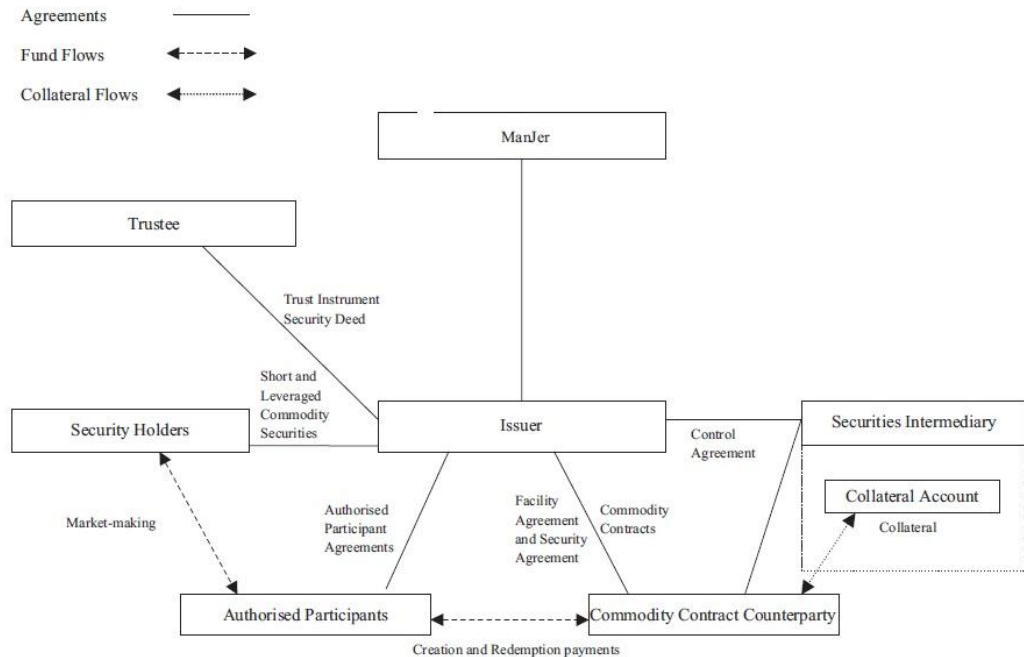 Agreements
Fund Flows
Collateral Flows
ManJer
Trustee
Trust Instrument
Security Deed
Short and
Leveraged
Commodity
Securities
Security Holders
Issuer
Securities Intermediary
Control
Agreement
Collateral Account
Collateral
Market-making
Authorised
Participant
Agreements
Facility
Agreement
and Security
Agreement
Commodity
Contracts
Authorised Participants
Commodity Contract Counterparty
Creation and Redemption payments